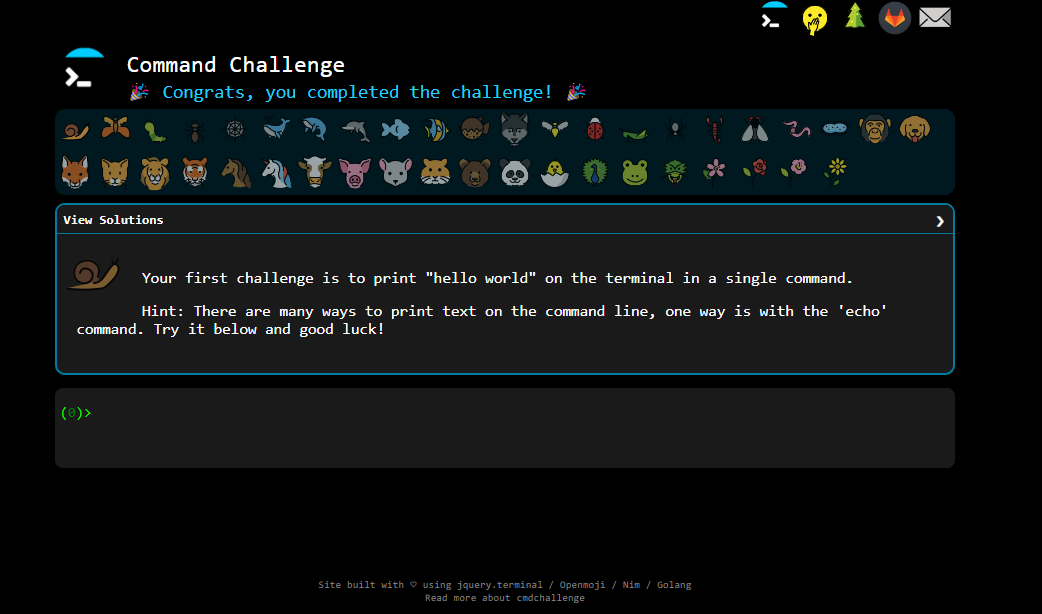 Command Challenge
🎉 Congrats, you completed the challenge! 🎉
View Solutions
Your first challenge is to print "hello world" on the terminal in a single command.
Hint: There are many ways to print text on the command line, one way is with the 'echo'
command. Try it below and good luck!
(0)>
Site built with ♡ using jquery.terminal / Openmoji / Nim / Golang
Read more about cmdchallenge